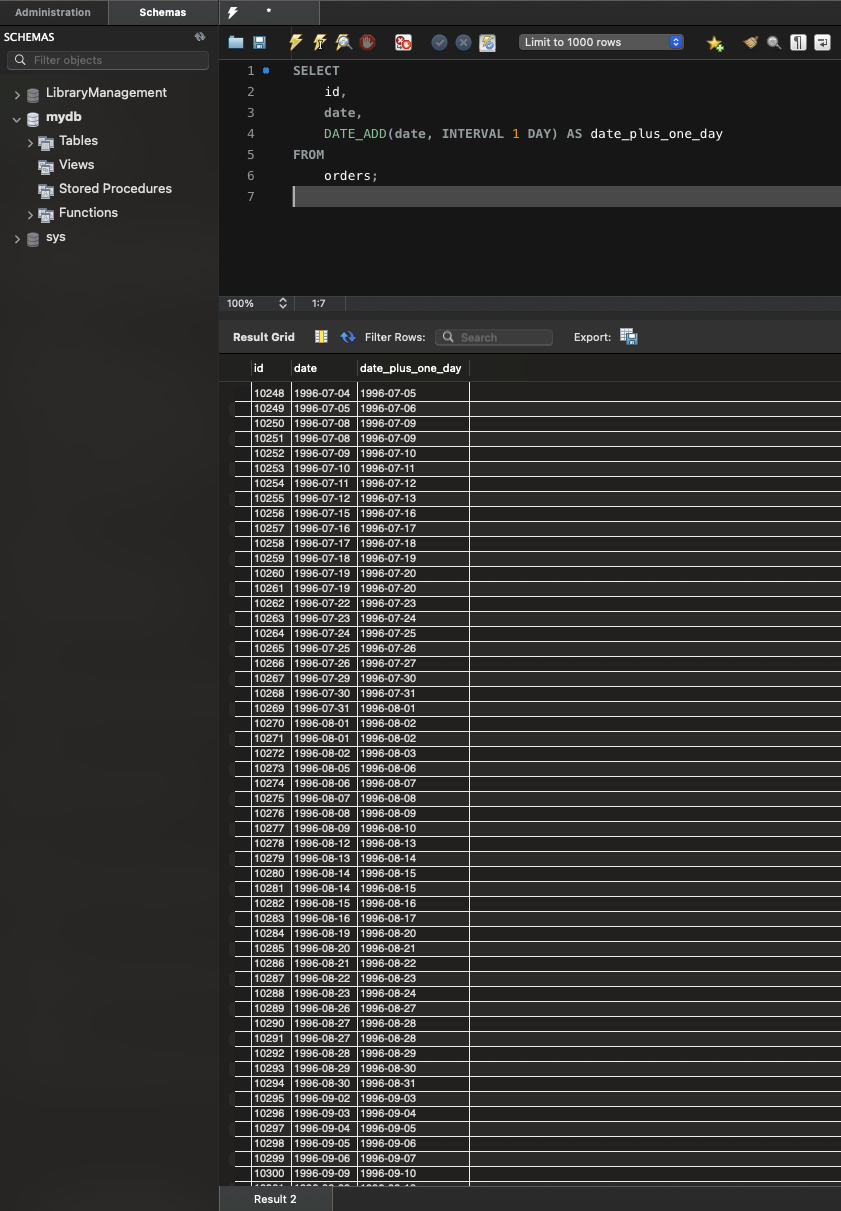 Administration Schemas *
SCHEMAS
Filter objects
LibraryManagement
mydb
Tables
Views
Stored Procedures
Functions
sys
Limit to 1000 rows
1 SELECT
2 id,
3 date,
4 DATE_ADD(date, INTERVAL 1 DAY) AS date_plus_one_day
5 FROM
6 orders;
7
100% 1:7
Result Grid Filter Rows: Search Export:
id date date_plus_one_day
10248 1996-07-04 1996-07-05
10249 1996-07-05 1996-07-06
10250 1996-07-08 1996-07-09
10251 1996-07-08 1996-07-09
10252 1996-07-09 1996-07-10
10253 1996-07-10 1996-07-11
10254 1996-07-11 1996-07-12
10255 1996-07-12 1996-07-13
10256 1996-07-15 1996-07-16
10257 1996-07-16 1996-07-17
10258 1996-07-17 1996-07-18
10259 1996-07-18 1996-07-19
10260 1996-07-19 1996-07-20
10261 1996-07-19 1996-07-20
10262 1996-07-22 1996-07-23
10263 1996-07-23 1996-07-24
10264 1996-07-24 1996-07-25
10265 1996-07-25 1996-07-26
10266 1996-07-26 1996-07-27
10267 1996-07-29 1996-07-30
10268 1996-07-30 1996-07-31
10269 1996-07-31 1996-08-01
10270 1996-08-01 1996-08-02
10271 1996-08-01 1996-08-02
10272 1996-08-02 1996-08-03
10273 1996-08-05 1996-08-06
10274 1996-08-06 1996-08-07
10275 1996-08-07 1996-08-08
10276 1996-08-08 1996-08-09
10277 1996-08-09 1996-08-10
10278 1996-08-12 1996-08-13
10279 1996-08-13 1996-08-14
10280 1996-08-14 1996-08-15
10281 1996-08-14 1996-08-15
10282 1996-08-15 1996-08-16
10283 1996-08-16 1996-08-17
10284 1996-08-19 1996-08-20
10285 1996-08-20 1996-08-21
10286 1996-08-21 1996-08-22
10287 1996-08-22 1996-08-23
10288 1996-08-23 1996-08-24
10289 1996-08-26 1996-08-27
10290 1996-08-27 1996-08-28
10291 1996-08-27 1996-08-28
10292 1996-08-28 1996-08-29
10293 1996-08-29 1996-08-30
10294 1996-08-30 1996-08-31
10295 1996-09-02 1996-09-03
10296 1996-09-03 1996-09-04
10297 1996-09-04 1996-09-05
10298 1996-09-05 1996-09-06
10299 1996-09-06 1996-09-07
10300 1996-09-09 1996-09-10
Result 2